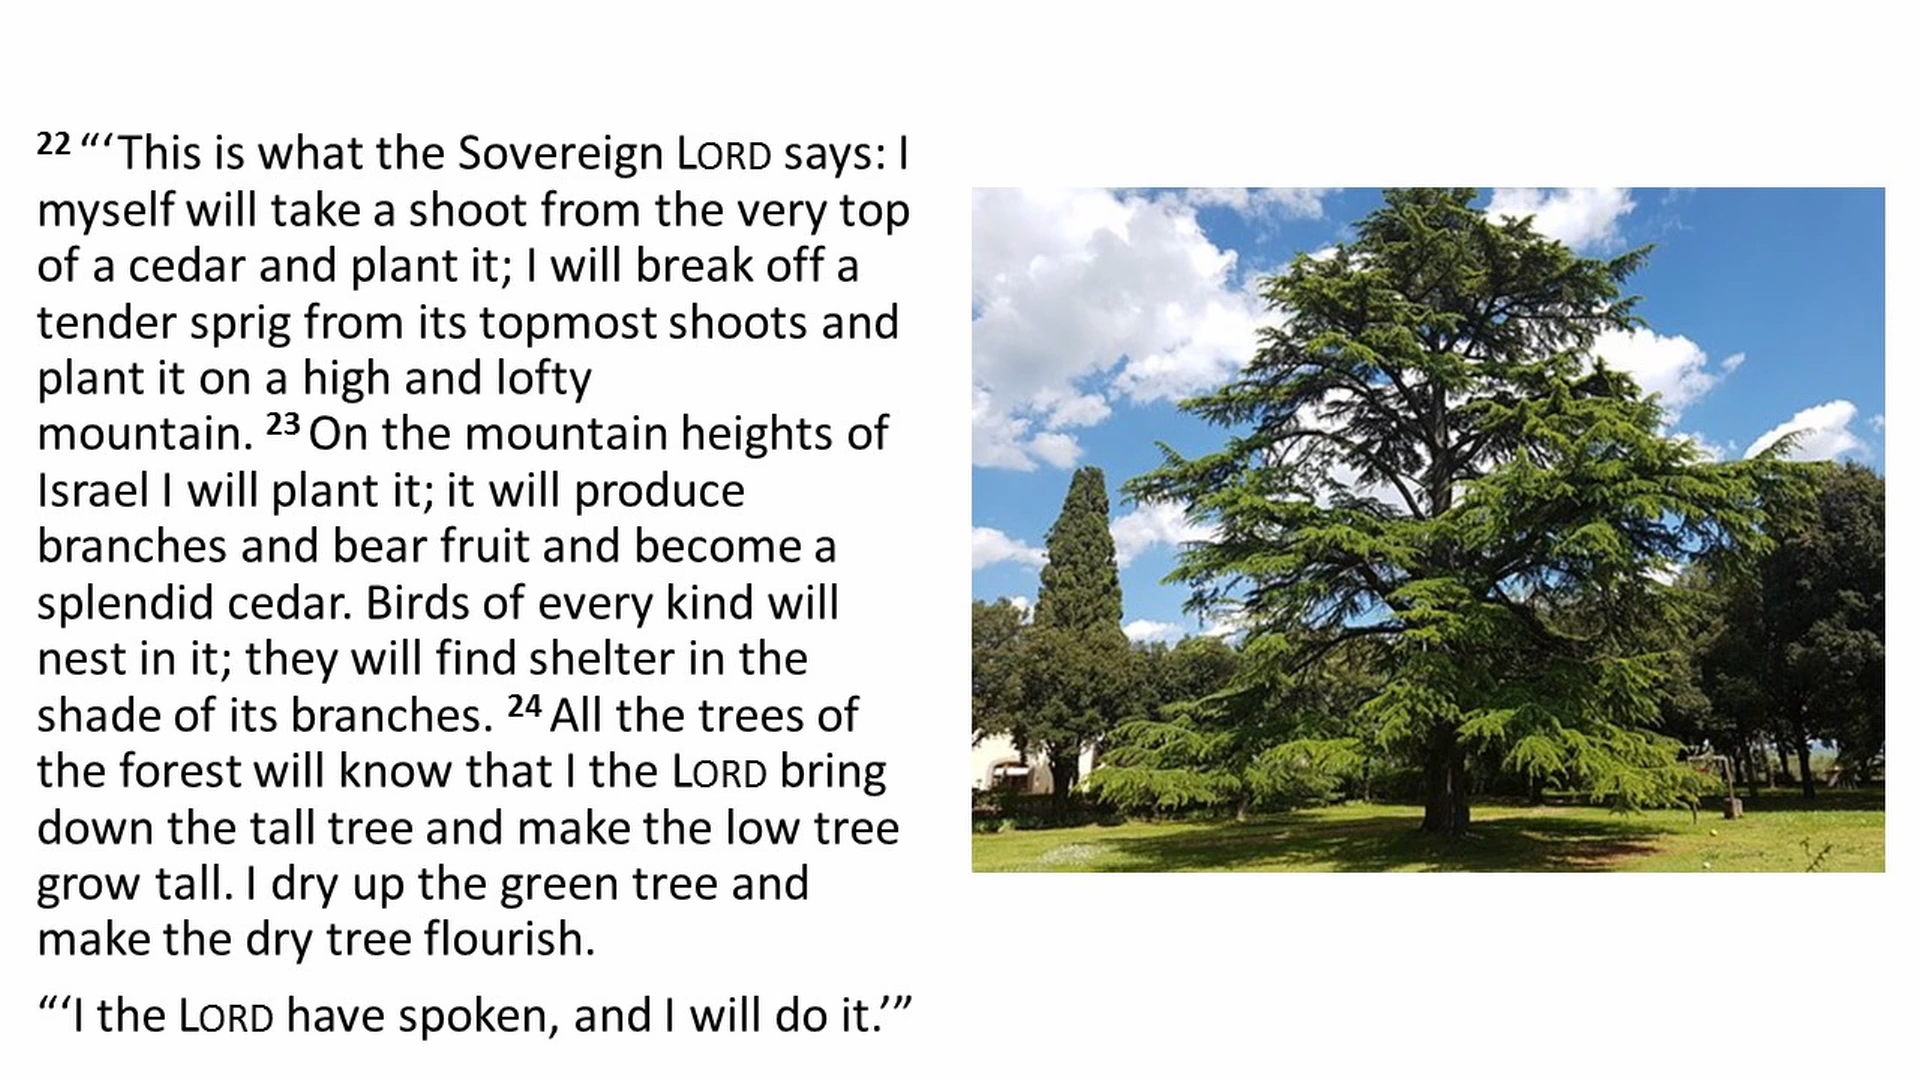 22 “‘This is what the Sovereign LORD says: I
myself will take a shoot from the very top
of a cedar and plant it; I will break off a
tender sprig from its topmost shoots and
plant it on a high and lofty
mountain. 23 On the mountain heights of
Israel I will plant it; it will produce
branches and bear fruit and become a
splendid cedar. Birds of every kind will
nest in it; they will find shelter in the
shade of its branches. 24 All the trees of
the forest will know that I the LORD bring
down the tall tree and make the low tree
grow tall. I dry up the green tree and
make the dry tree flourish.
“‘I the LORD have spoken, and I will do it.’”